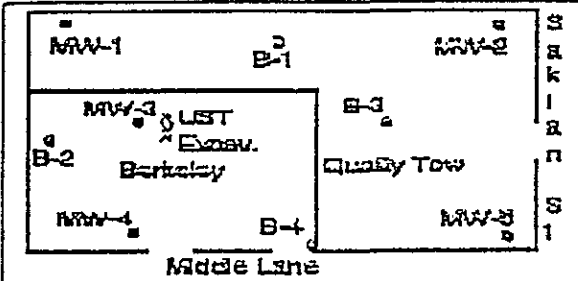 MW-1
B-1
MW-2
MW-3
UST
Excav.
B-3
B-2
Berkeley
Quality Tow
MW-4
B-4
MW-5
Middle Lane
Saklan St